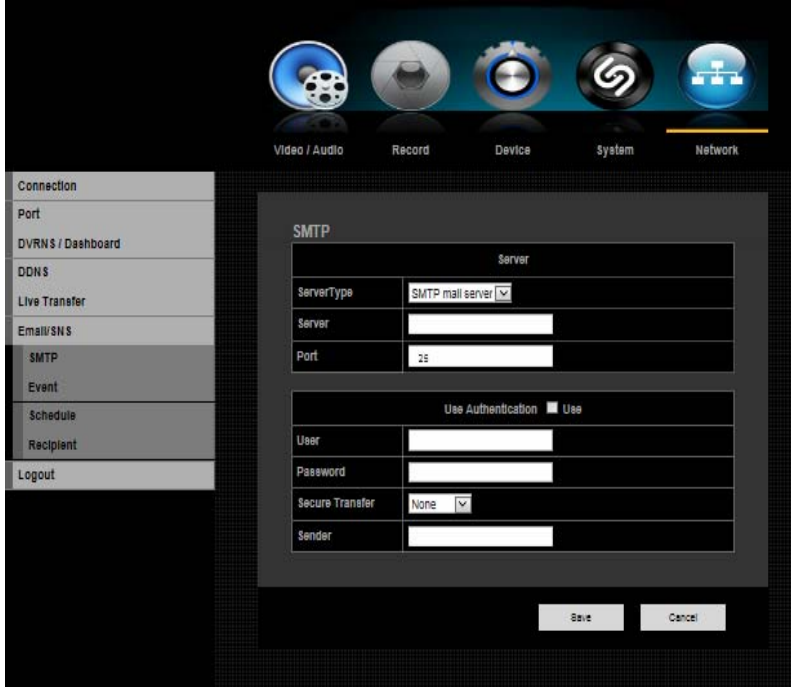 Video / Audio
Record
Device
System
Network
Connection
Port
DVRNS / Dashboard
DDNS
Live Transfer
Email/SNS
SMTP
Event
Schedule
Recipient
Logout
SMTP
Server
ServerType
SMTP mail server
Server
Port
25
Use Authentication Use
User
Password
Secure Transfer
None
Sender
Save
Cancel